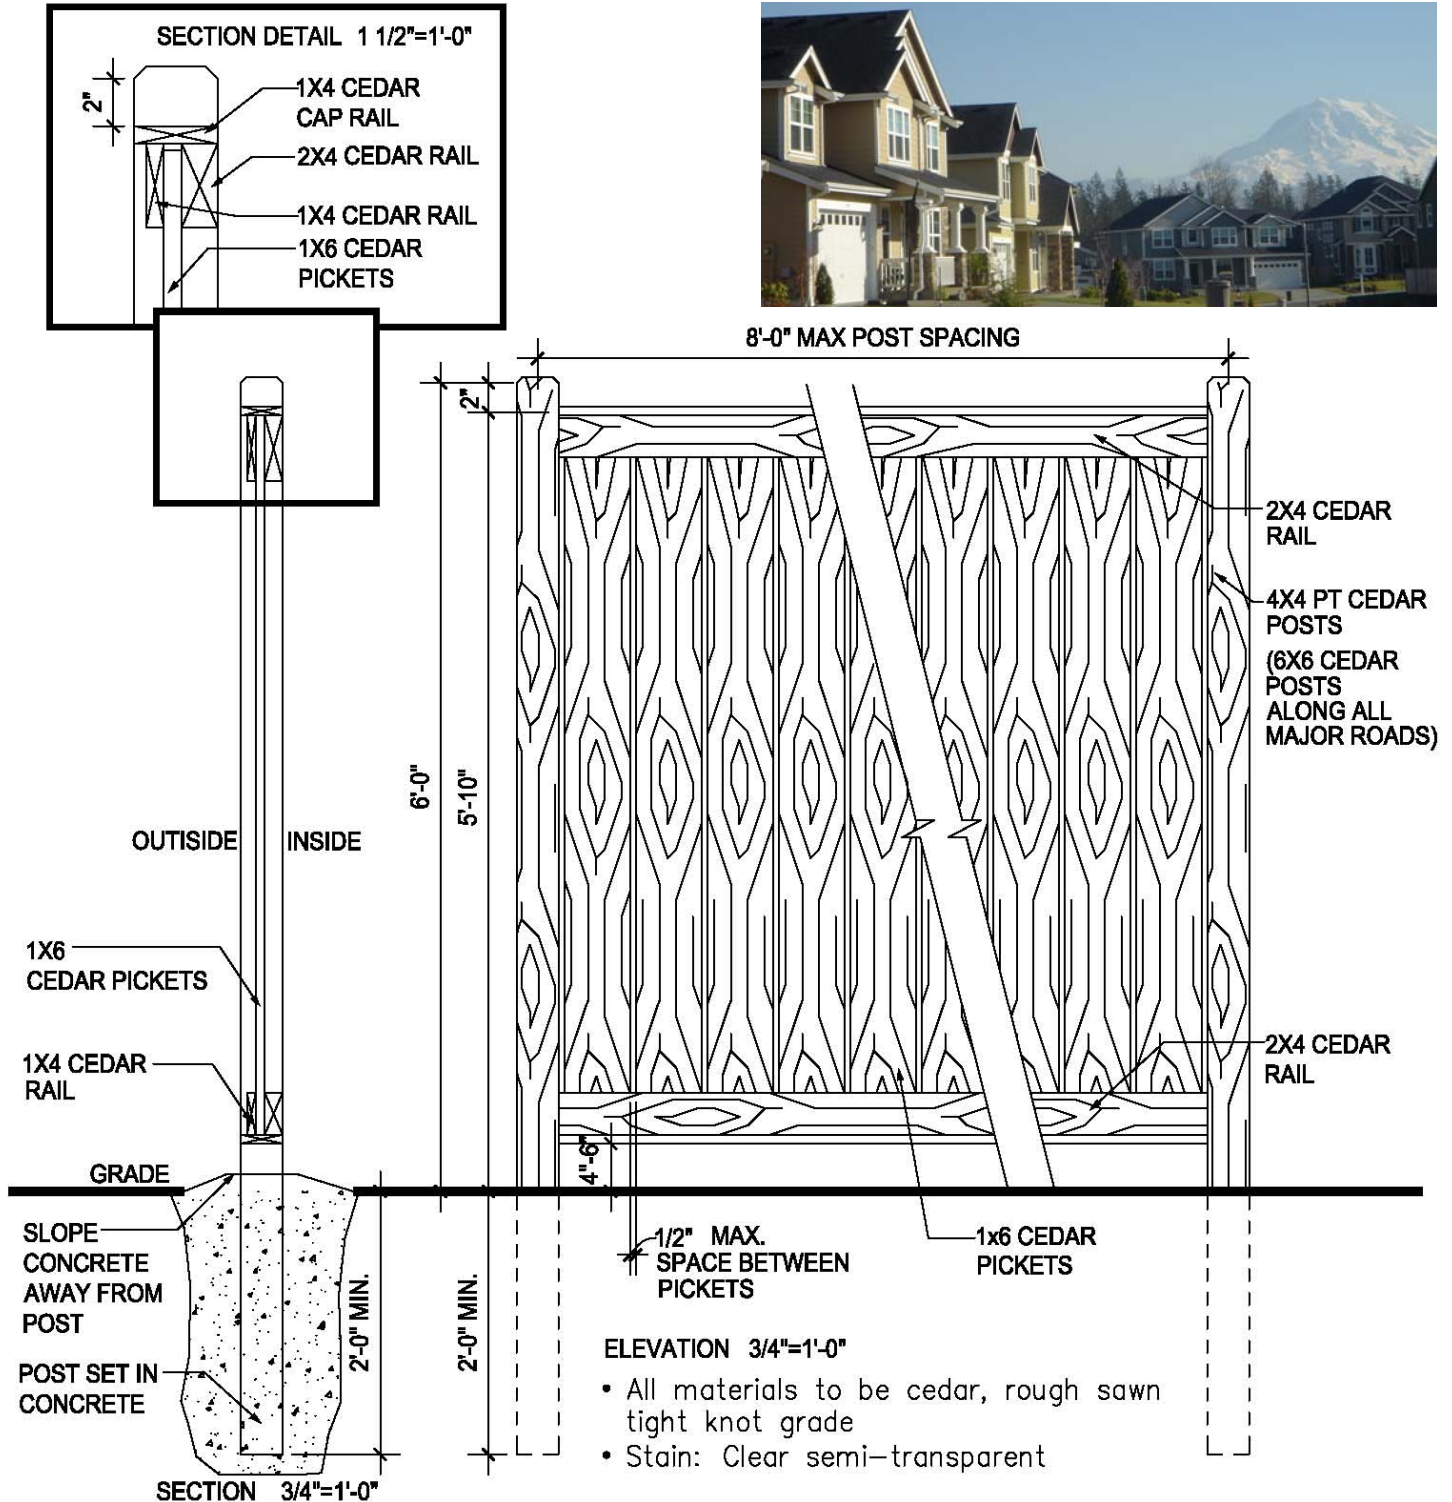 SECTION DETAIL 1 1/2"=1'-0"
2"
1X4 CEDAR
CAP RAIL
2X4 CEDAR RAIL
1X4 CEDAR RAIL
1X6 CEDAR
PICKETS
8'-0" MAX POST SPACING
2"
2X4 CEDAR
RAIL
4X4 PT CEDAR
POSTS
(6X6 CEDAR
POSTS
ALONG ALL
MAJOR ROADS)
6'-0"
5'-10"
OUTISIDE
INSIDE
1X6
CEDAR PICKETS
1X4 CEDAR
RAIL
2X4 CEDAR
RAIL
4"-6"
GRADE
SLOPE
CONCRETE
AWAY FROM
POST
POST SET IN
CONCRETE
2'-0" MIN.
2'-0" MIN.
1/2" MAX.
SPACE BETWEEN
PICKETS
1x6 CEDAR
PICKETS
SECTION 3/4"=1'-0"
ELEVATION 3/4"=1'-0"
• All materials to be cedar, rough sawn
tight knot grade
• Stain: Clear semi-transparent